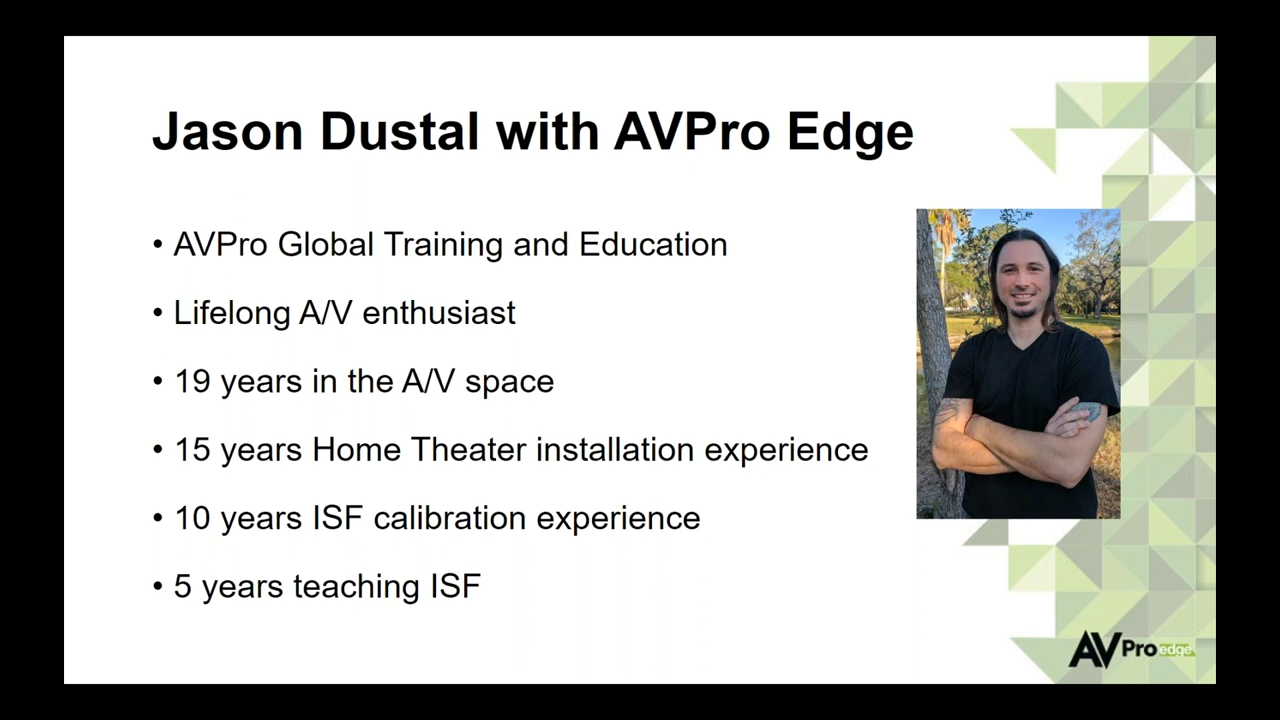 Jason Dustal with AVPro Edge
• AVPro Global Training and Education
• Lifelong A/V enthusiast
• 19 years in the A/V space
• 15 years Home Theater installation experience
• 10 years ISF calibration experience
• 5 years teaching ISF
AVPro edge